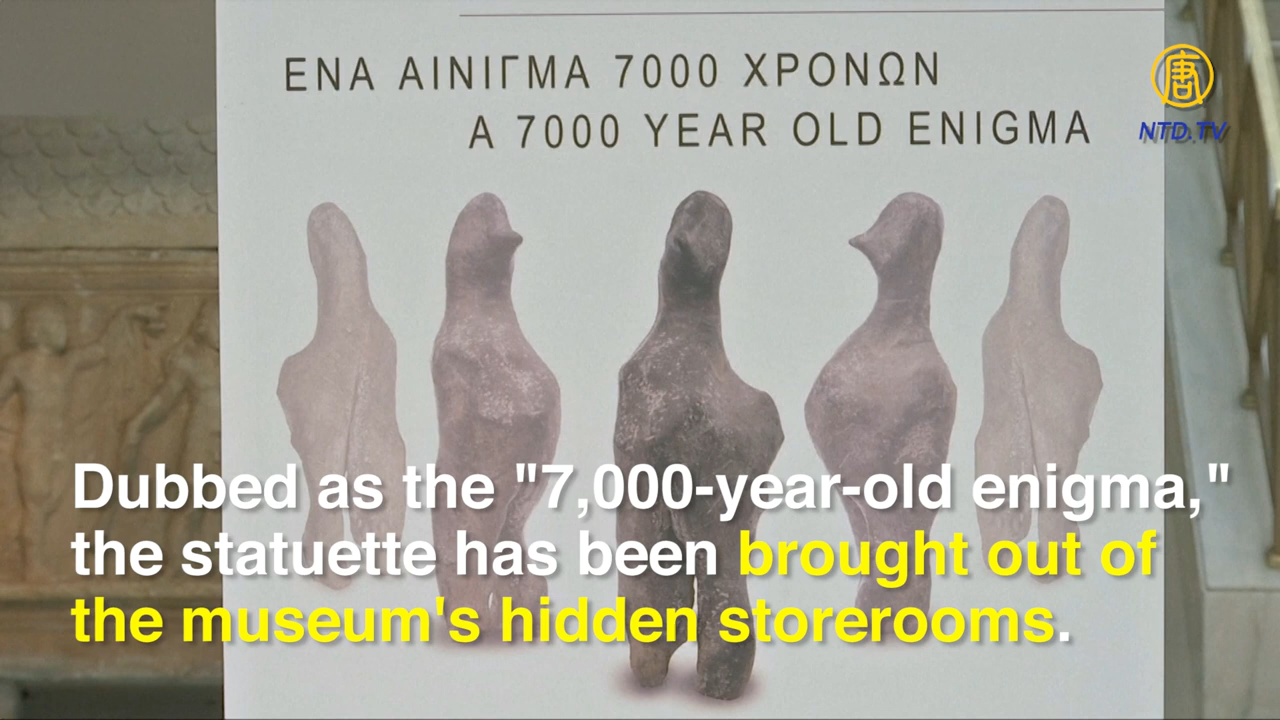 ΕΝΑ ΑΙΝΙΓΜΑ 7000 ΧΡΟΝΩΝ
A 7000 YEAR OLD ENIGMA
唐
NTD.TV
Dubbed as the "7,000-year-old enigma,"
the statuette has been brought out of
the museum's hidden storerooms.